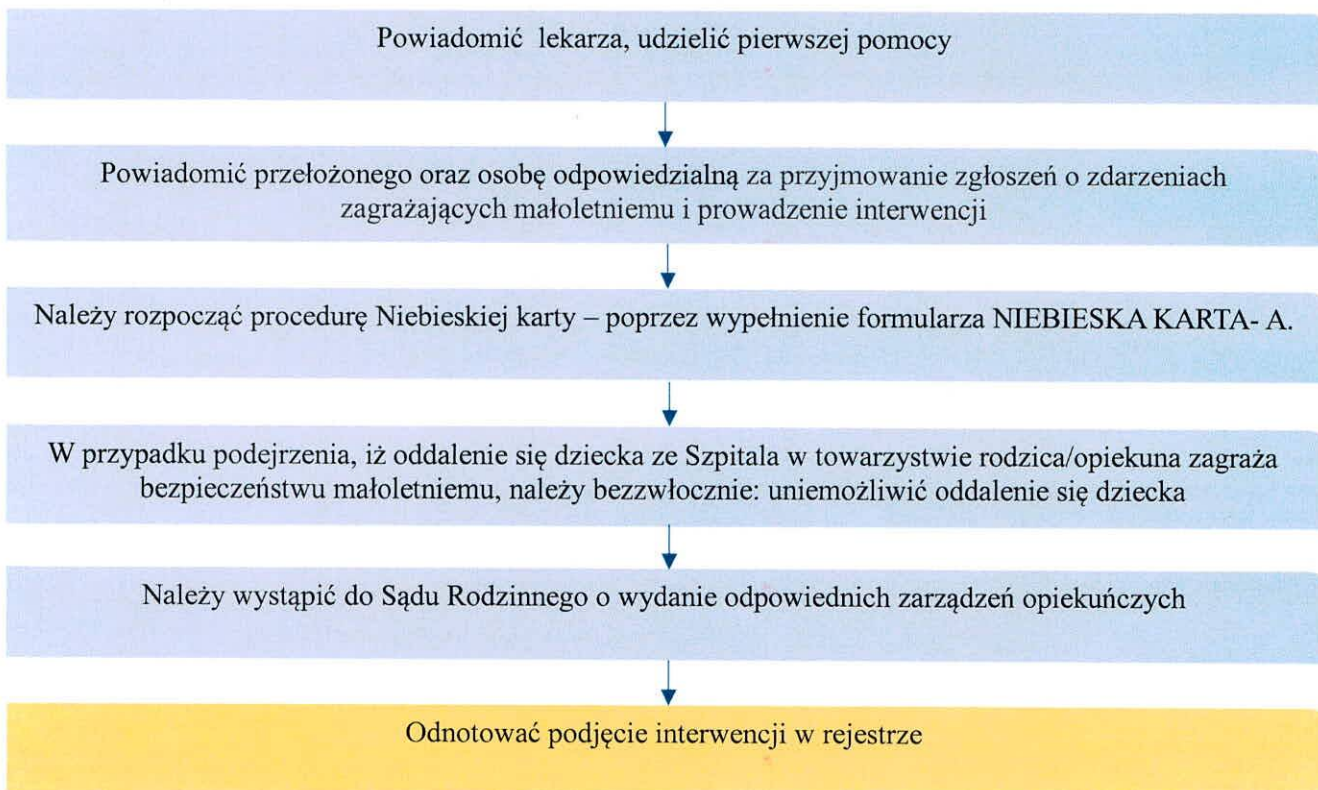 Powiadomić lekarza, udzielić pierwszej pomocy
Powiadomić przełożonego oraz osobę odpowiedzialną za przyjmowanie zgłoszeń o zdarzeniach
zagrażających małoletniemu i prowadzenie interwencji
Należy rozpocząć procedurę Niebieskiej karty – poprzez wypełnienie formularza NIEBIESKA KARTA- A.
W przypadku podejrzenia, iż oddalenie się dziecka ze Szpitala w towarzystwie rodzica/opiekuna zagraża
bezpieczeństwu małoletniemu, należy bezzwłocznie: uniemożliwić oddalenie się dziecka
Należy wystąpić do Sądu Rodzinnego o wydanie odpowiednich zarządzeń opiekuńczych
Odnotować podjęcie interwencji w rejestrze